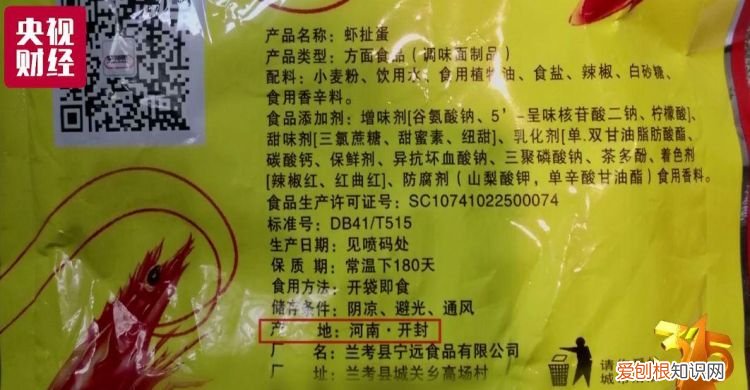 央视
财经
产品名称：虾扯蛋
产品类型：方面食品（调味面制品）
配料：小麦粉、饮用水、食用植物油、食盐、辣椒、白砂糖、
食用香辛料。
食品添加剂：增味剂[谷氨酸钠、5’-呈味核苷酸二钠、柠檬酸]、
甜味剂[三氯蔗糖、甜蜜素、纽甜]、乳化剂[单.双甘油脂肪酸酯、
碳酸钙、保鲜剂、异抗坏血酸钠、三聚磷酸钠、茶多酚、着色剂
[辣椒红、红曲红]、防腐剂（山梨酸钾，单辛酸甘油酯）食用香料。
食品生产许可证号：SC10741022500074
标准号：DB41/T515
生产日期：见喷码处
保 质 期：常温下180天
食用方法：开袋即食
储存条件：阴凉、避光、通风
产 地：河南·开封
厂 名：兰考县宁远食品有限公司
厂 址：兰考县城关乡高场村
请
城
315
爱刨根知识网